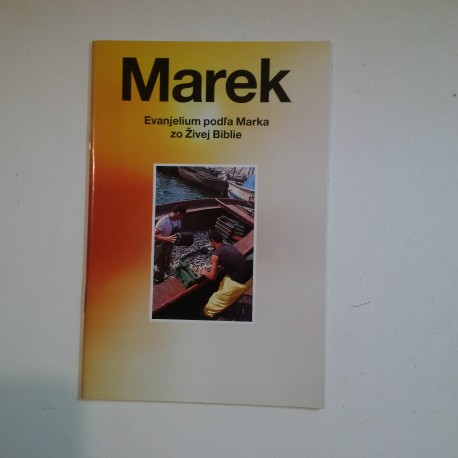 Marek
Evanjelium podľa Marka
zo Živej Biblie